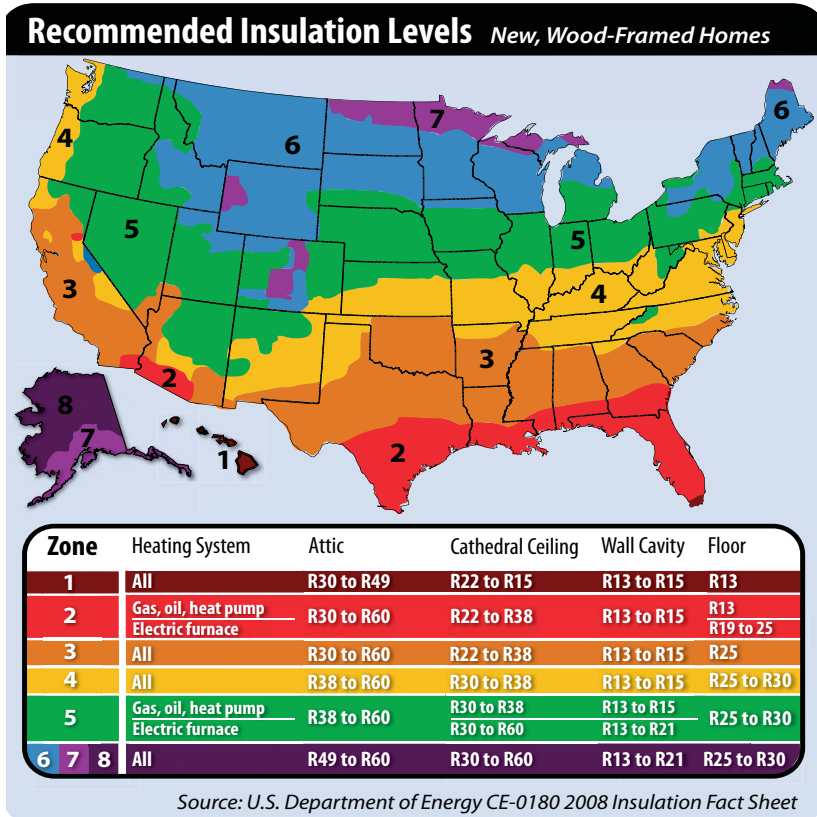 Recommended Insulation Levels New, Wood-Framed Homes
7
6
6
4
5
5
4
3
3
2
8
7
1
2
Zone Heating System Attic Cathedral Ceiling Wall Cavity Floor
1 All R30 to R49 R22 to R15 R13 to R15 R13
2 Gas, oil, heat pump R30 to R60 R22 to R38 R13 to R15 R13
Electric furnace R19 to 25
3 All R30 to R60 R22 to R38 R13 to R15 R25
4 All R38 to R60 R30 to R38 R13 to R15 R25 to R30
5 Gas, oil, heat pump R38 to R60 R30 to R38 R13 to R15 R25 to R30
Electric furnace R30 to R60 R13 to R21
6 7 8 All R49 to R60 R30 to R60 R13 to R21 R25 to R30
Source: U.S. Department of Energy CE-0180 2008 Insulation Fact Sheet